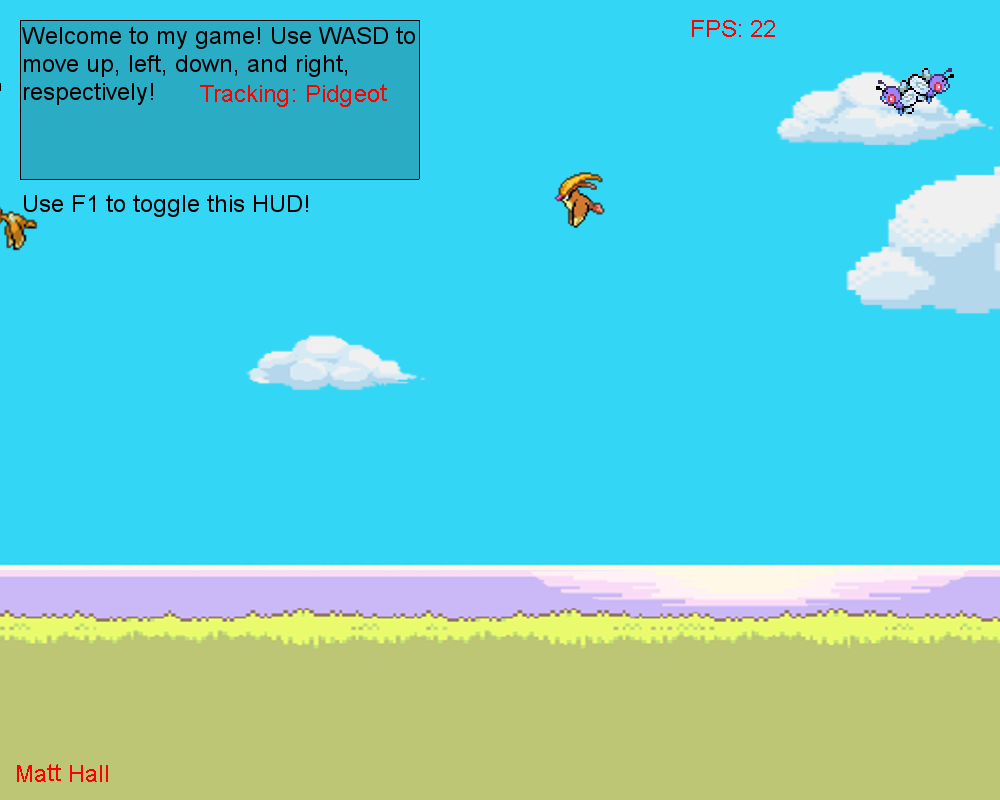 Welcome to my game! Use WASD to
move up, left, down, and right,
respectively!
Tracking: Pidgeot
Use F1 to toggle this HUD!
FPS: 22
Matt Hall